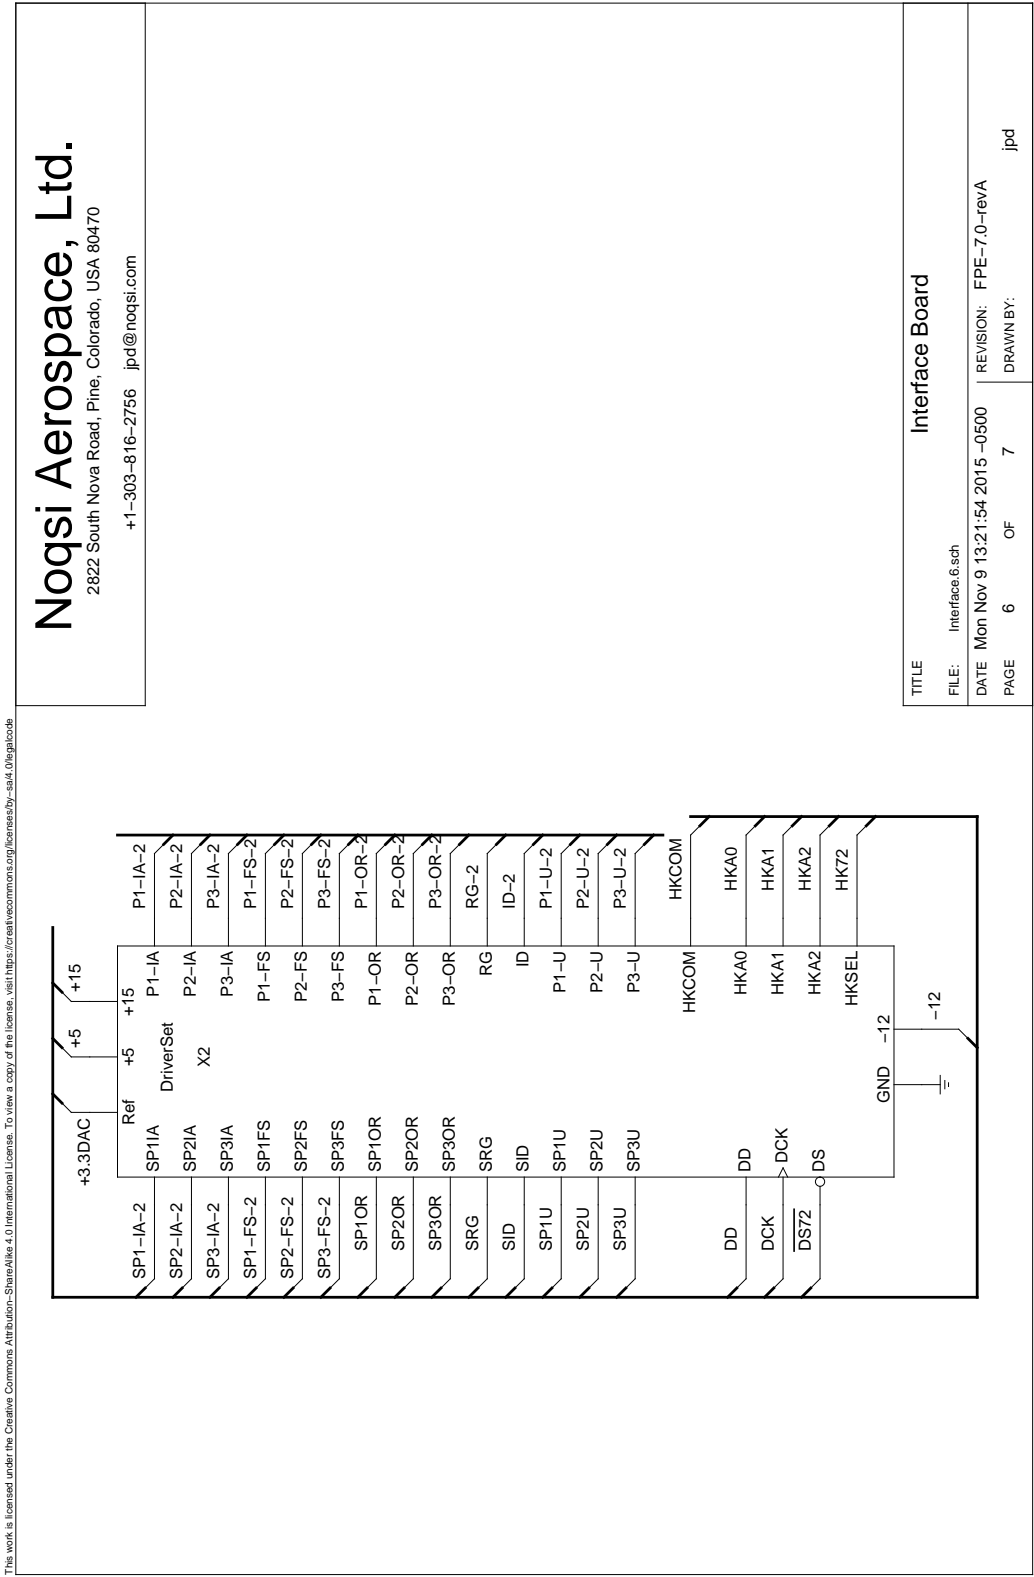 This work is licensed under the Creative Commons Attribution−ShareAlike 4.0 International License. To view a copy of the license, visit https://creativecommons.org/licenses/by−sa/4.0/legalcode
Noqsi Aerospace, Ltd.
2822 South Nova Road, Pine, Colorado, USA 80470
+1−303−816−2756 jpd@noqsi.com
+3.3DAC
+5
+15
Ref
+5
+15
DriverSet
X2
SP1−IA−2 SP1IA P1−IA P1−IA−2
SP2−IA−2 SP2IA P2−IA P2−IA−2
SP3−IA−2 SP3IA P3−IA P3−IA−2
SP1−FS−2 SP1FS P1−FS P1−FS−2
SP2−FS−2 SP2FS P2−FS P2−FS−2
SP3−FS−2 SP3FS P3−FS P3−FS−2
SP1OR SP1OR P1−OR P1−OR−2
SP2OR SP2OR P2−OR P2−OR−2
SP3OR SP3OR P3−OR P3−OR−2
SRG SRG RG RG−2
SID SID ID ID−2
SP1U SP1U P1−U P1−U−2
SP2U SP2U P2−U P2−U−2
SP3U SP3U P3−U P3−U−2
HKCOM HKCOM
DD DD HKA0 HKA0
DCK DCK HKA1 HKA1
DS72 DS HKA2 HKA2
HKSEL HK72
GND −12
−12
TITLE
Interface Board
FILE: Interface.6.sch
DATE Mon Nov 9 13:21:54 2015 −0500 REVISION: FPE−7.0−revA
PAGE 6 OF 7 DRAWN BY: jpd